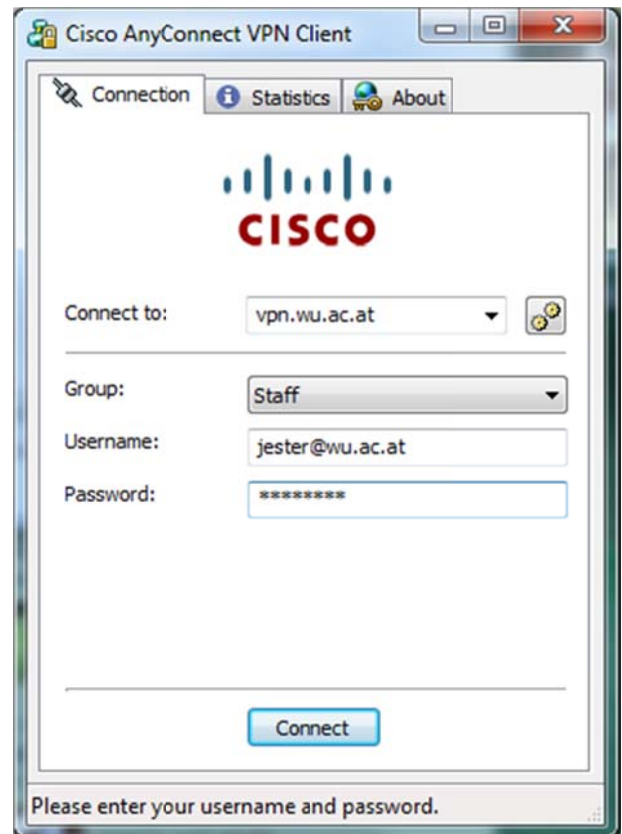 Cisco AnyConnect VPN Client
Connection Statistics About
CISCO
Connect to: vpn.wu.ac.at
Group: Staff
Username: jester@wu.ac.at
Password: ********
Connect
Please enter your username and password.